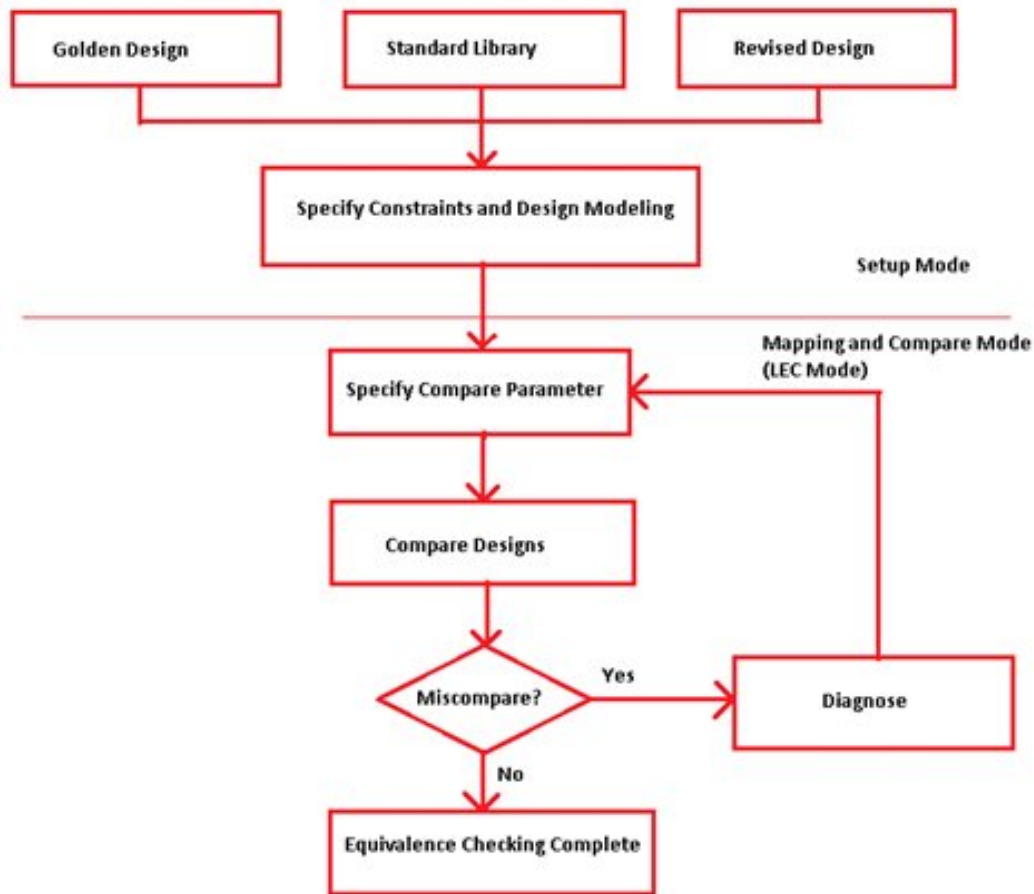 Golden Design
Standard Library
Revised Design
Specify Constraints and Design Modeling
Setup Mode
Mapping and Compare Mode
(LEC Mode)
Specify Compare Parameter
Compare Designs
Miscompare?
Yes
Diagnose
No
Equivalence Checking Complete